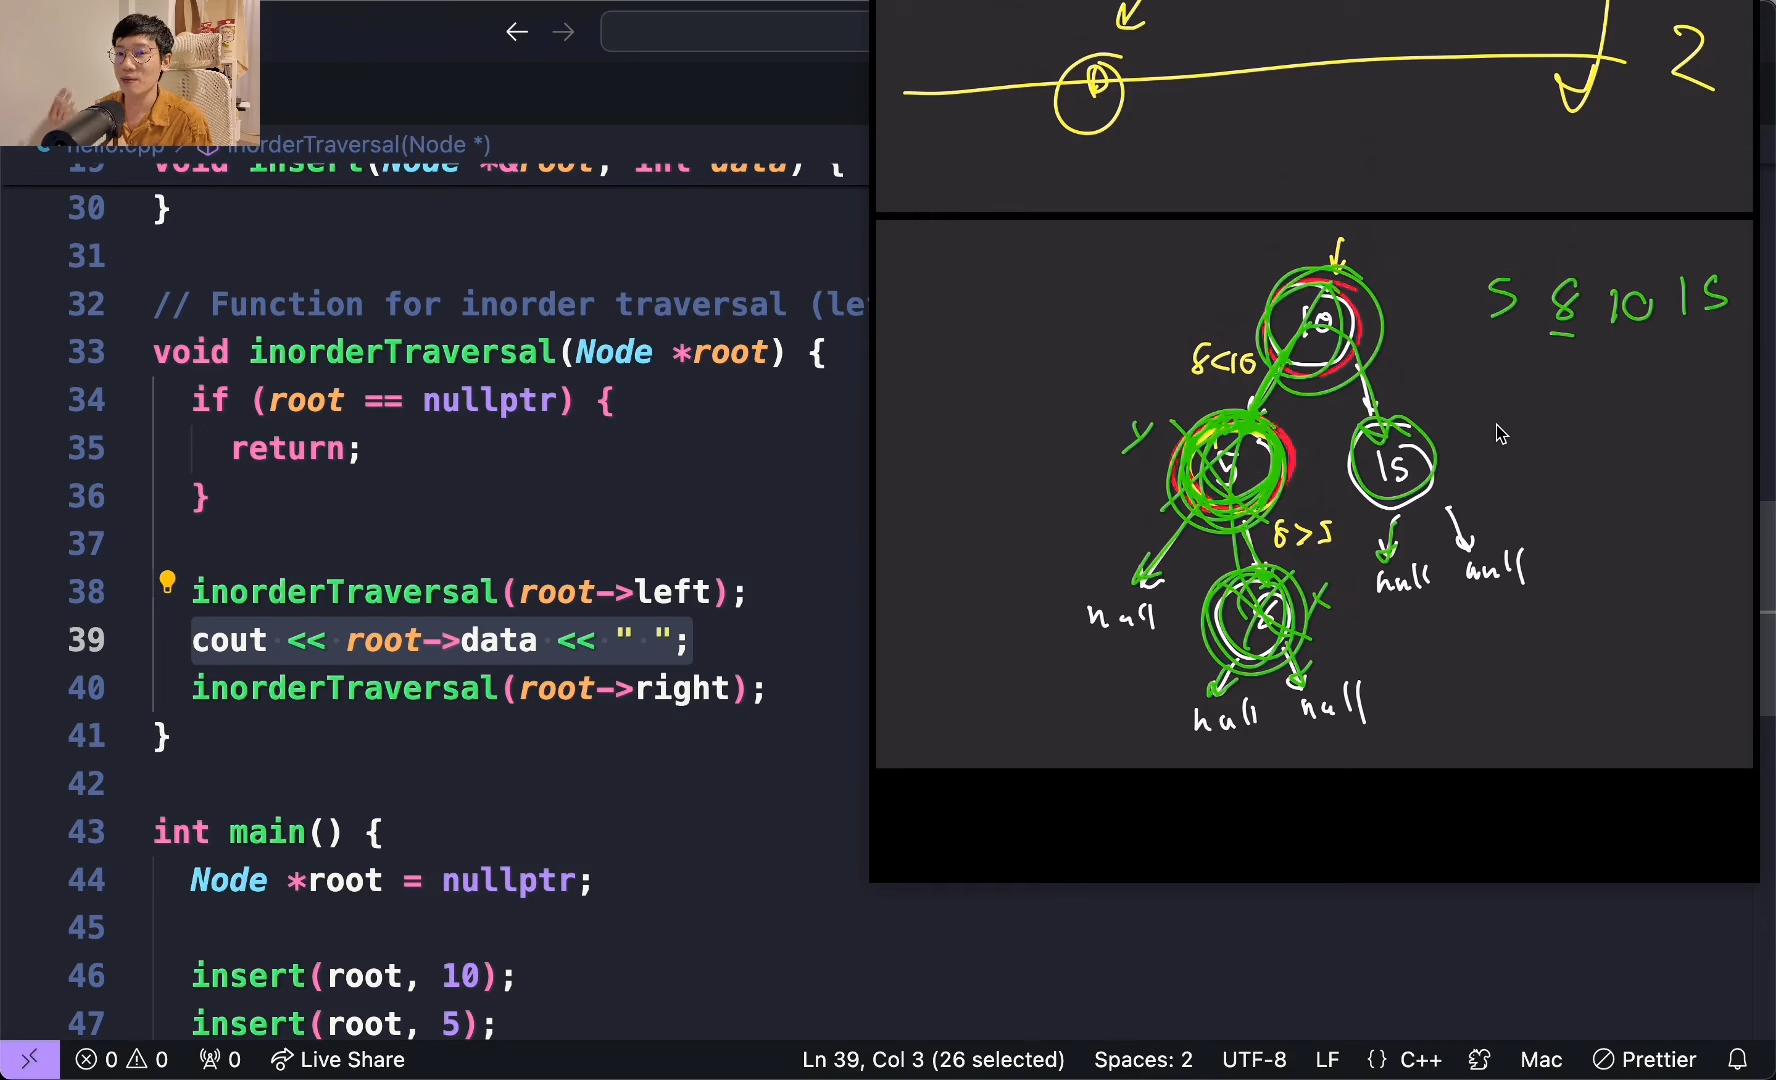 inorderTraversal(Node *)
19 void insert(Node *&root, int data) {
30 }
31
32 // Function for inorder traversal (le
33 void inorderTraversal(Node *root) {
34 if (root == nullptr) {
35 return;
36 }
37
38 inorderTraversal(root->left);
39 cout << root->data << " ";
40 inorderTraversal(root->right);
41 }
42
43 int main() {
44 Node *root = nullptr;
45
46 insert(root, 10);
47 insert(root, 5);
2
10
5 8 10 15
8<10
5
15
8>5
8
null
null
null
null
null
0 0 0 Live Share
Ln 39, Col 3 (26 selected) Spaces: 2 UTF-8 LF {} C++ Mac Prettier